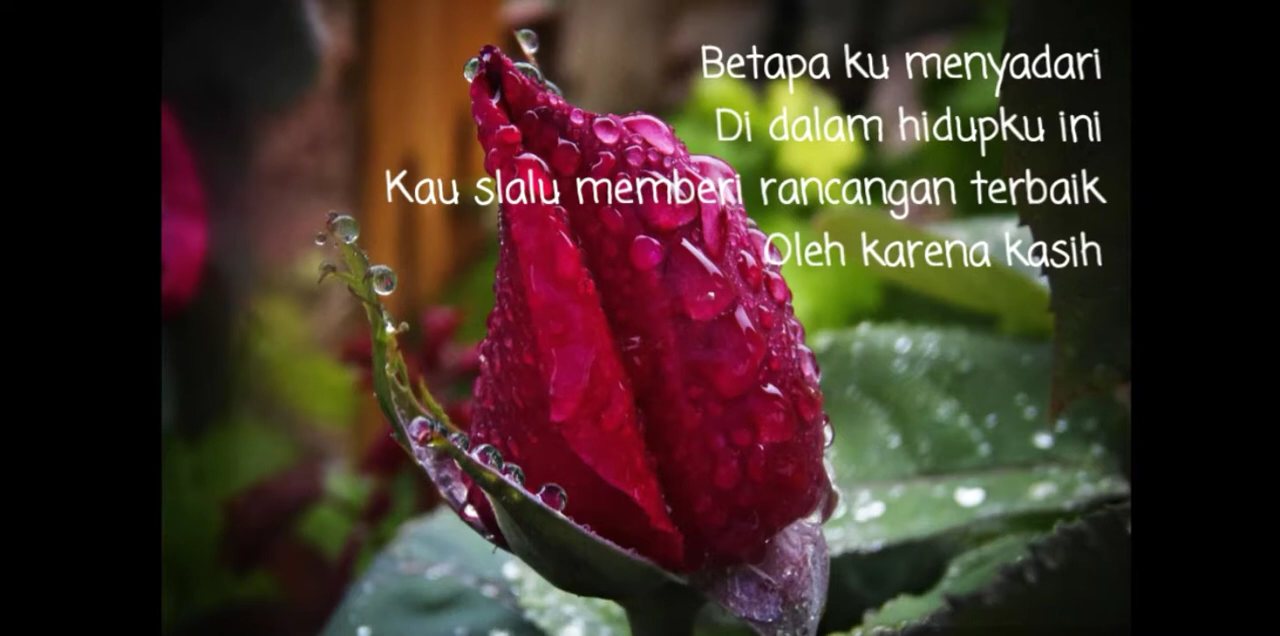 Betapa ku menyadari
Di dalam hidupku ini
Kau slalu memberi rancangan terbaik
Oleh karena kasih